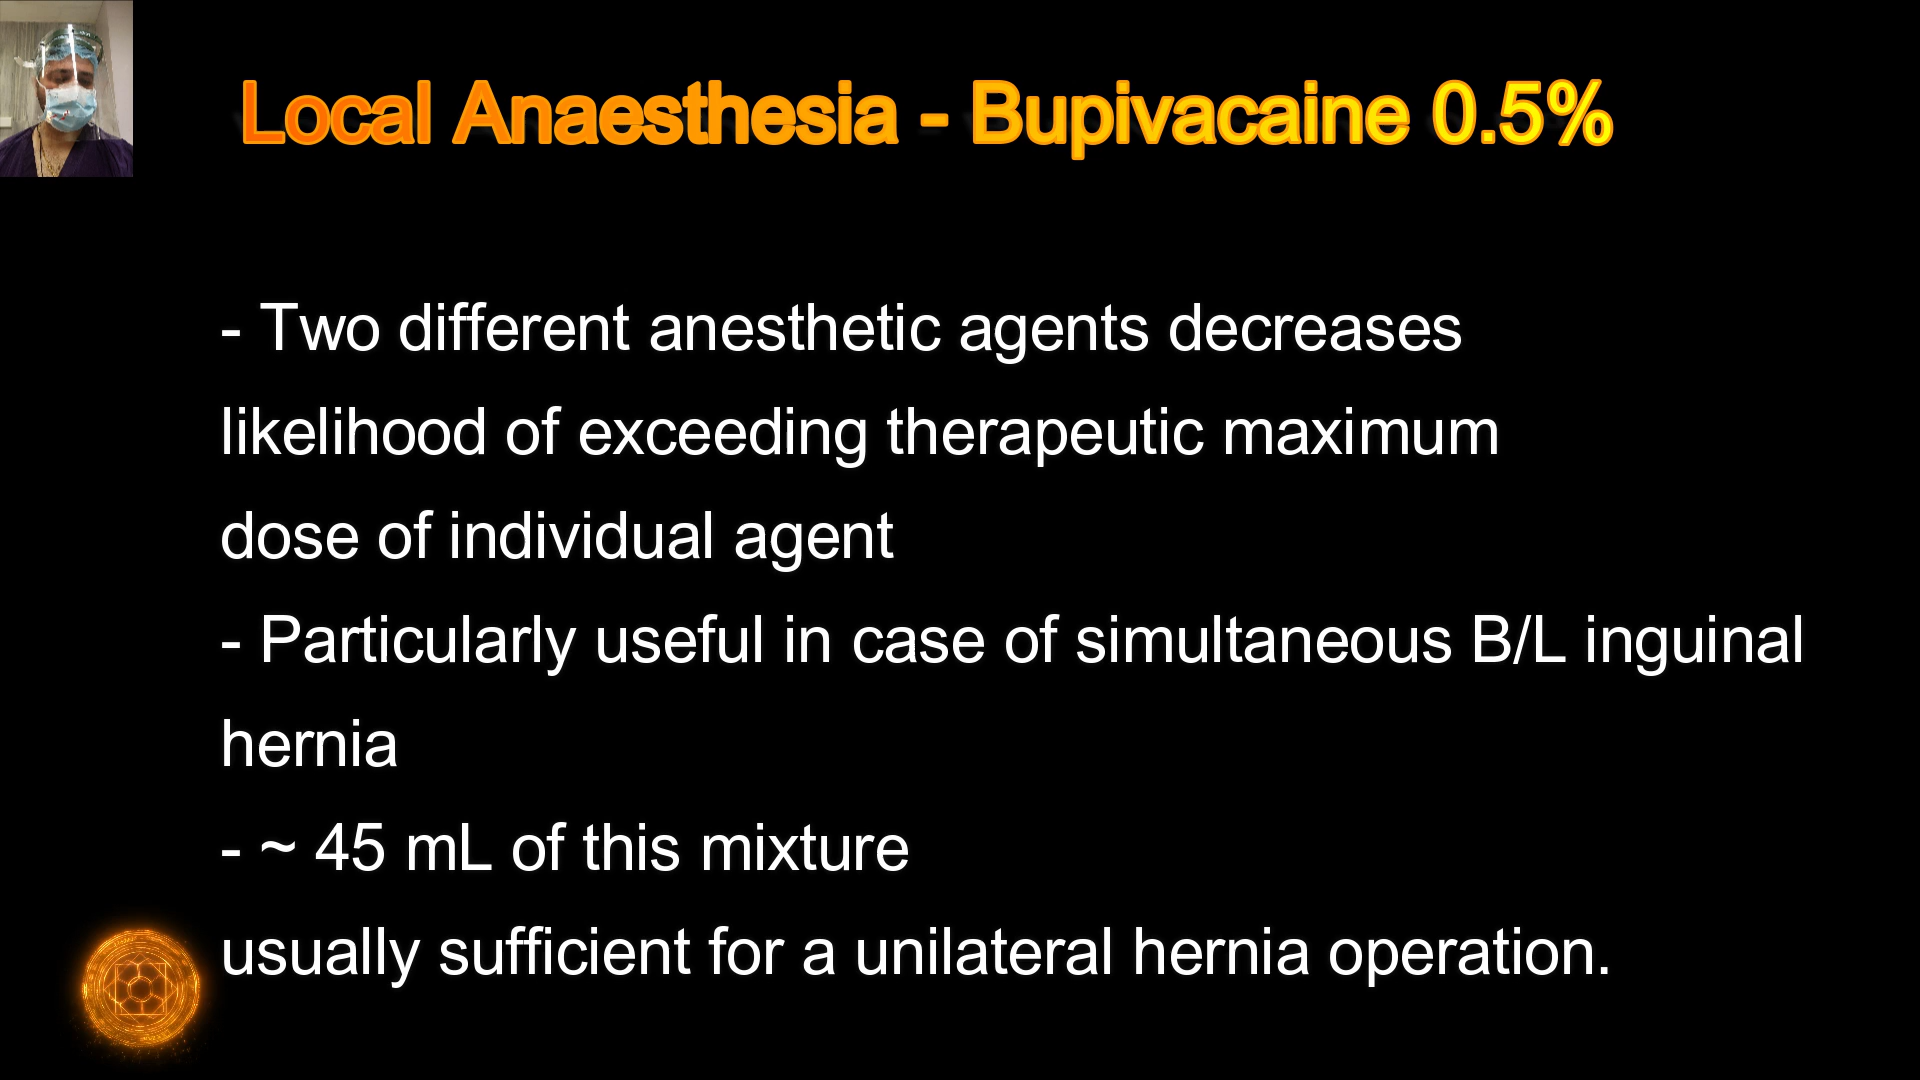 Local Anaesthesia - Bupivacaine 0.5%
- Two different anesthetic agents decreases
likelihood of exceeding therapeutic maximum
dose of individual agent
- Particularly useful in case of simultaneous B/L inguinal
hernia
- ~ 45 mL of this mixture
usually sufficient for a unilateral hernia operation.